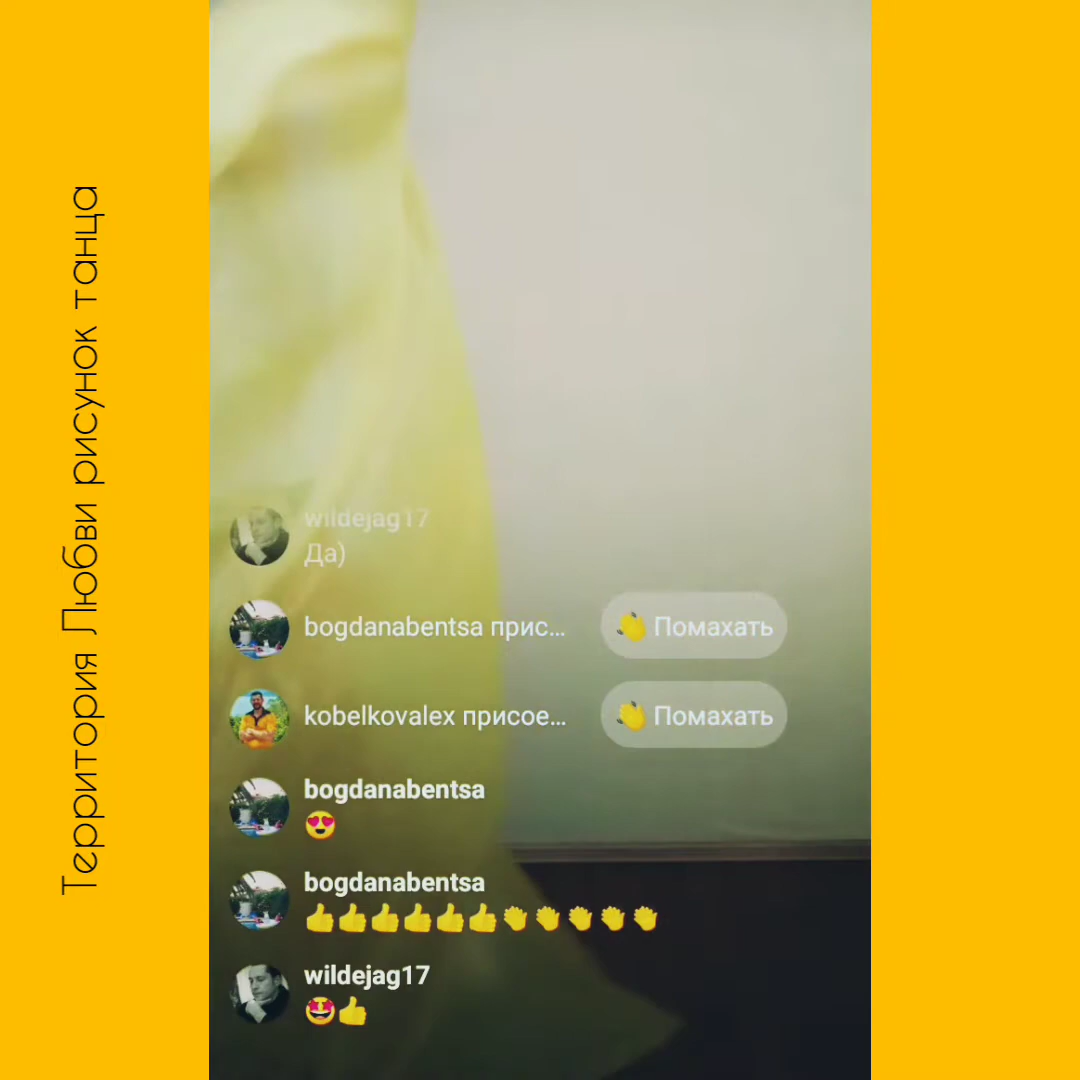 Территория Любви рисунок танца
wildejag17
Да)
bogdanabentsa прис...
👏 Помахать
kobelkovalex присое...
👏 Помахать
bogdanabentsa
😍
bogdanabentsa
👍👍👍👍👍👍👏👏👏👏👏
wildejag17
🤩👍